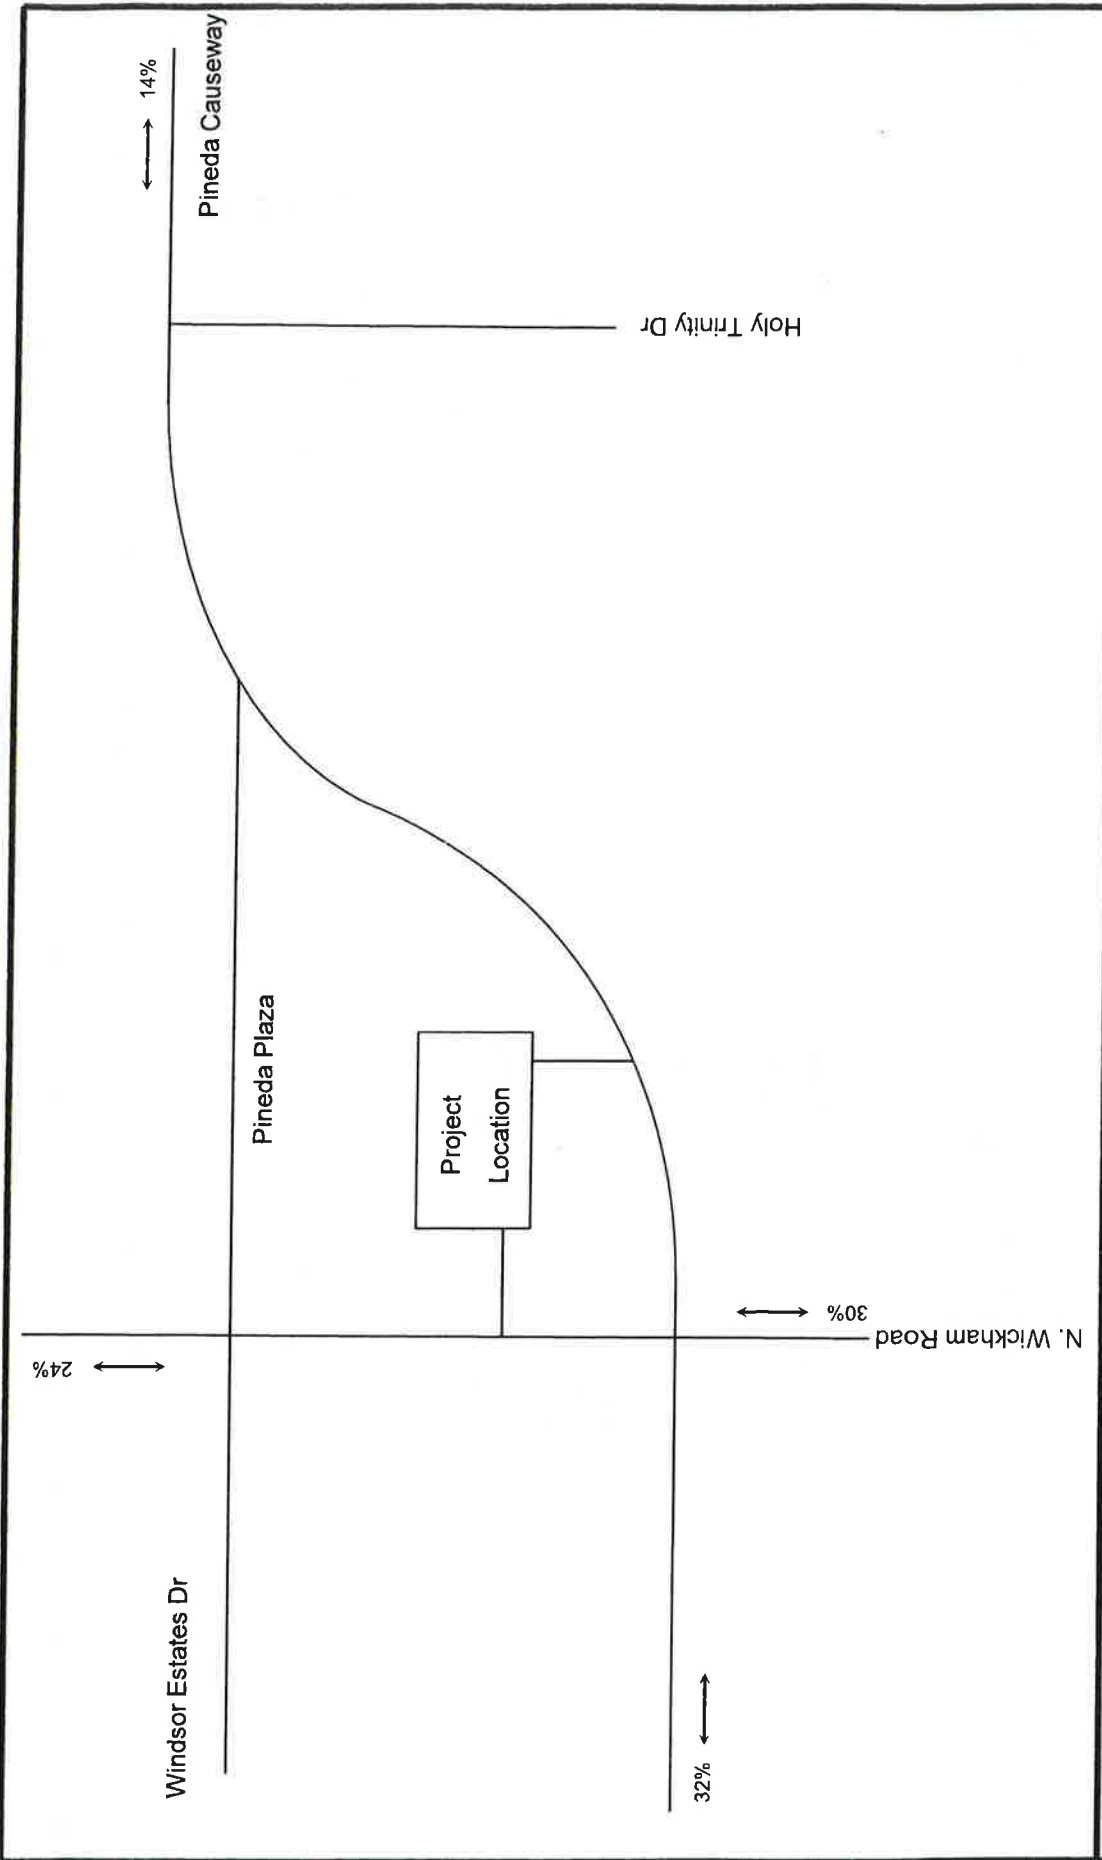 24%
Windsor Estates Dr
Pineda Plaza
14%
Pineda Causeway
Project
Location
Holy Trinity Dr
32%
30%
N. Wickham Road